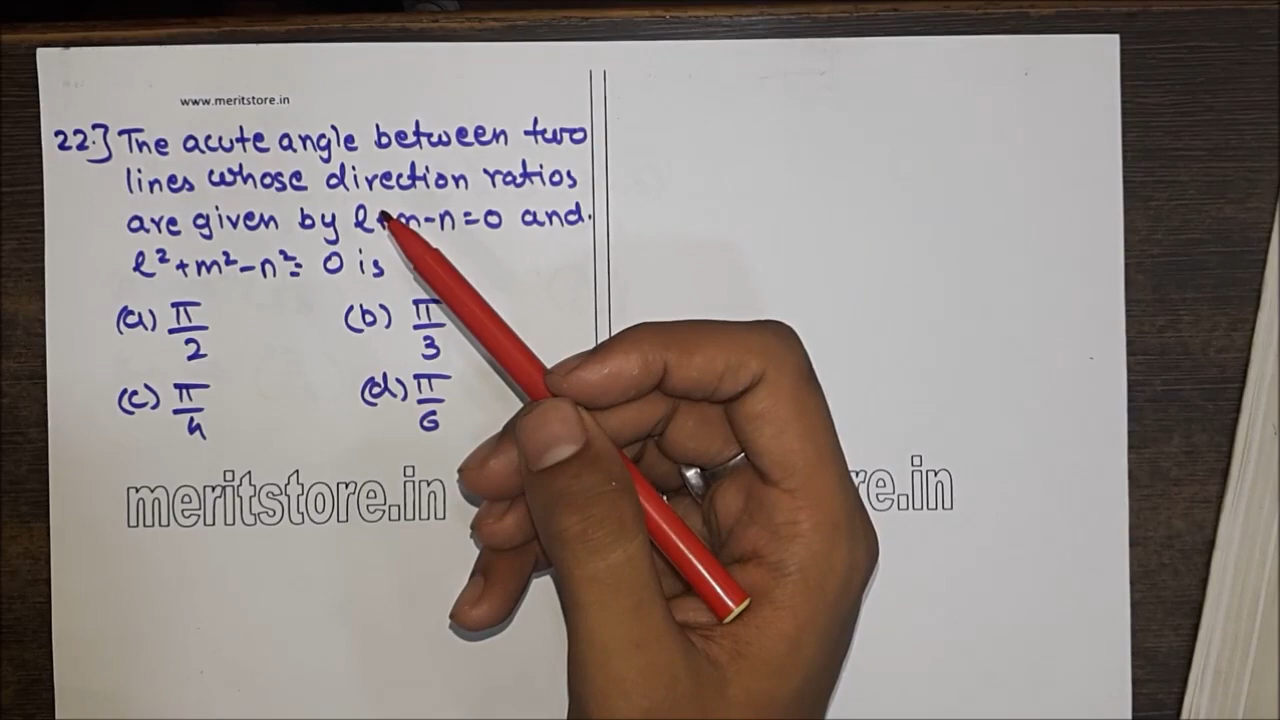 www.meritstore.in
22.] The acute angle between two
lines whose direction ratios
are given by l m-n=0 and.
l²+m²-n²= 0 is
(a) π/2 (b) π/3
(c) π/4 (d) π/6
meritstore.in re.in